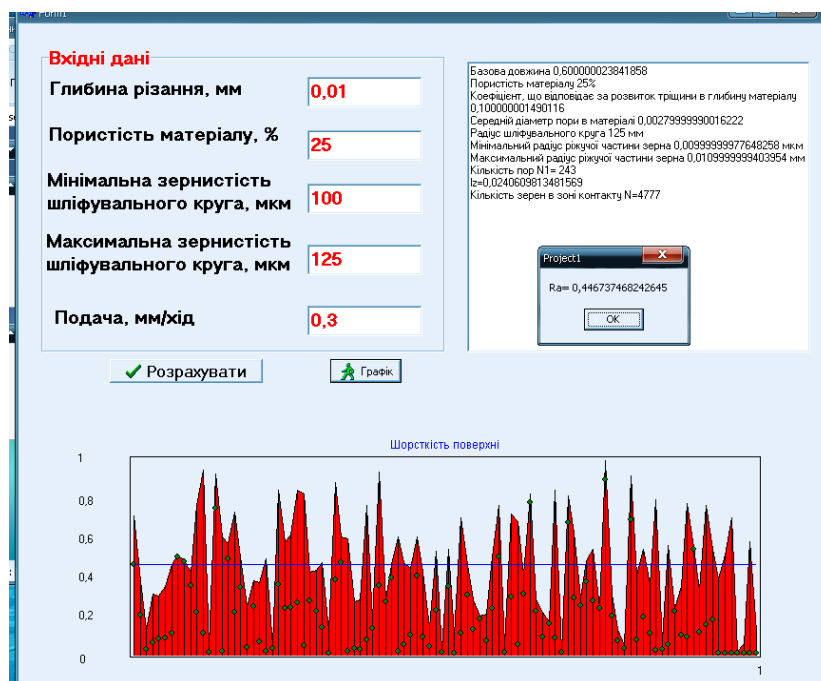 Form1
Вхідні дані
Глибина різання, мм
0,01
Пористість матеріалу, %
25
Мінімальна зернистість
шліфувального круга, мкм
100
Максимальна зернистість
шліфувального круга, мкм
125
Подача, мм/хід
0,3
Розрахувати
Графік
Базова довжина 0,600000023841858
Пористість матеріалу 25%
Коефіцієнт, що відповідає за розвиток тріщини в глибину матеріалу
0,100000001490116
Середній діаметр пори в матеріалі 0,00279999990016222
Радіус шліфувального круга 125 мм
Мінімальний радіус ріжучої частини зерна 0,00999999977648258 мкм
Максимальний радіус ріжучої частини зерна 0,0109999999403954 мм
Кількість пор N1= 243
lz=0,0240609813481569
Кількість зерен в зоні контакту N=4777
Project1
Ra= 0,446737468242645
OK
Шорсткість поверхні
1
0,8
0,6
0,4
0,2
0
1